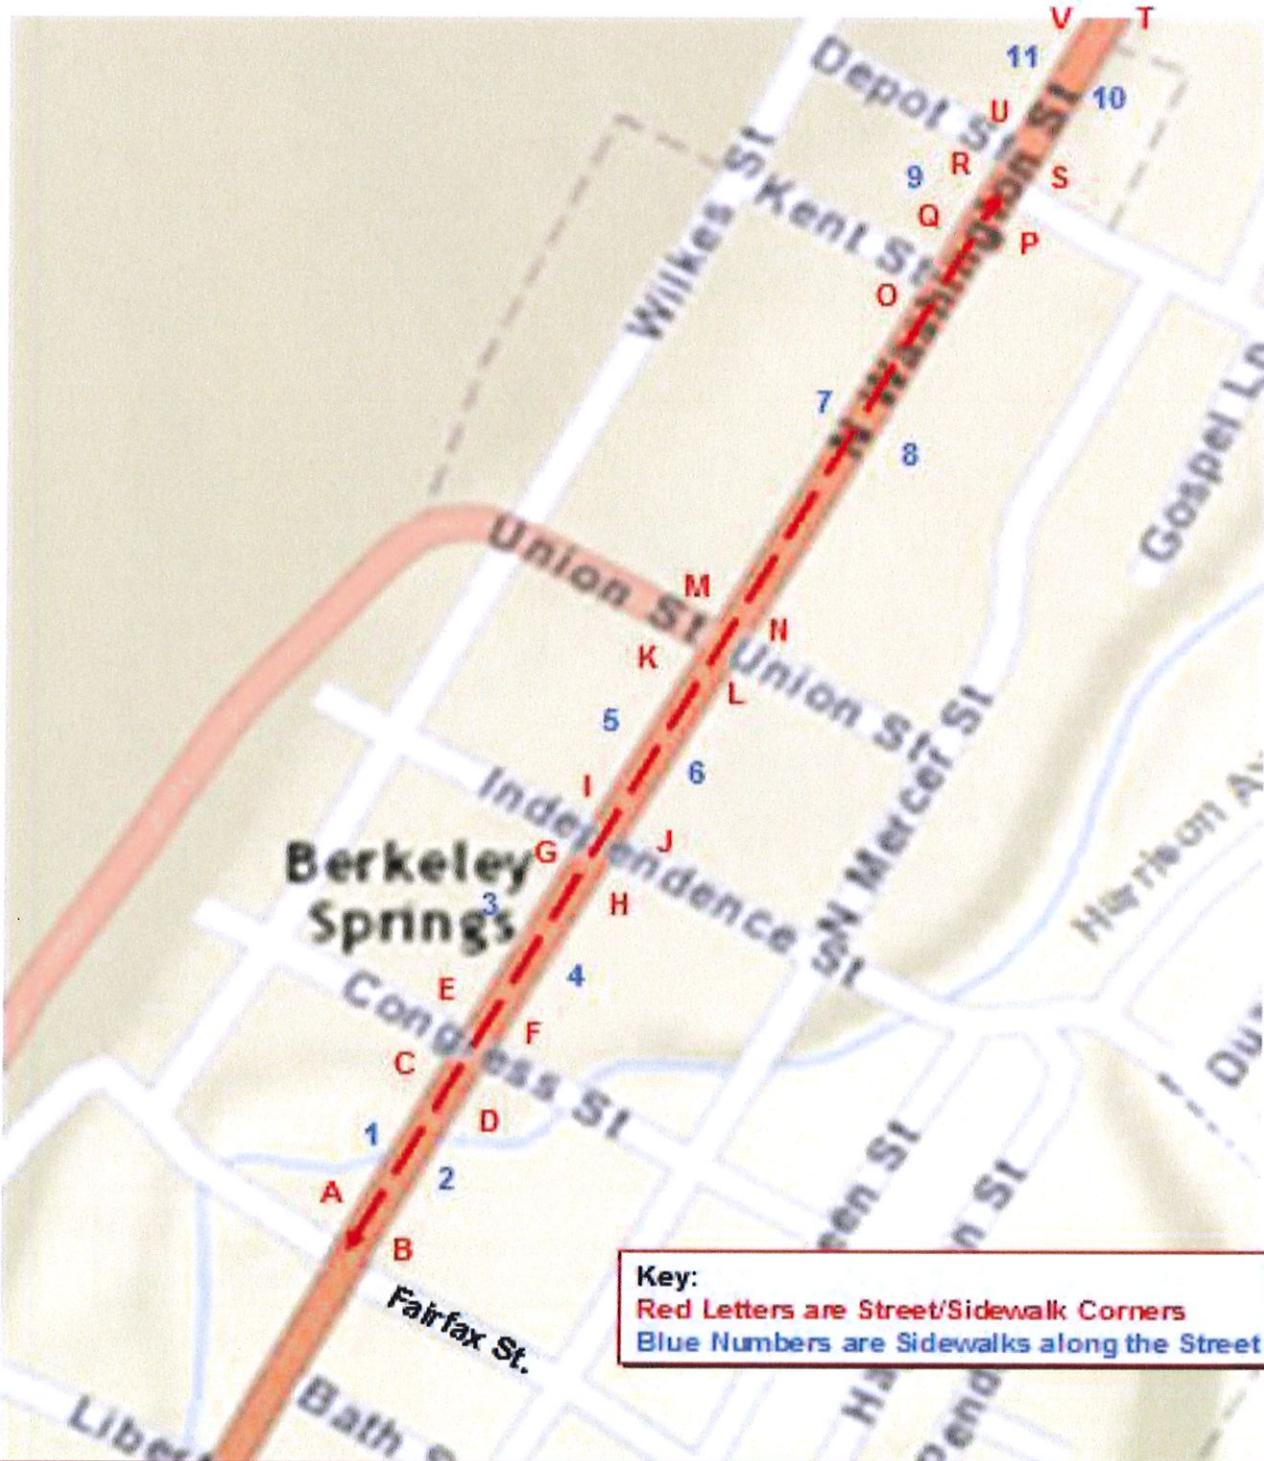 V T
11
Depot St
10
U
R
S
9
Kent St
Q
P
O
Wilkes St
N Washington St
7
8
Gospel Ln
Union St
M
N
K
Union St
L
5
6
N Mercer St
I
Independence St
J
G
Berkeley
Springs
3
H
Harrison Av
4
E
Congress St
F
C
D
1
2
A
B
Fairfax St.
Key:
Red Letters are Street/Sidewalk Corners
Blue Numbers are Sidewalks along the Street
Bath S